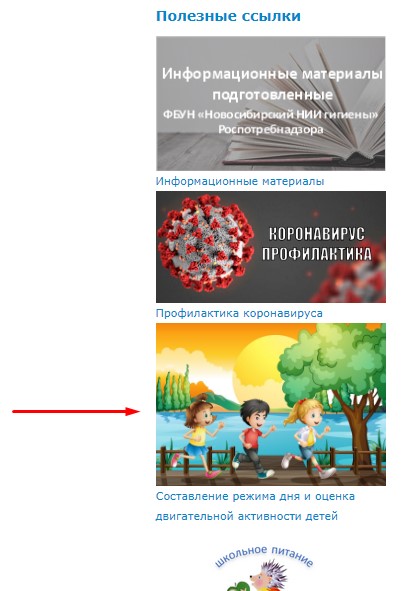 Полезные ссылки
Информационные материалы
подготовленные
ФБУН «Новосибирский НИИ гигиены»
Роспотребнадзора
Информационные материалы
КОРОНАВИРУС
ПРОФИЛАКТИКА
Профилактика коронавируса
Составление режима дня и оценка
двигательной активности детей
школьное питание